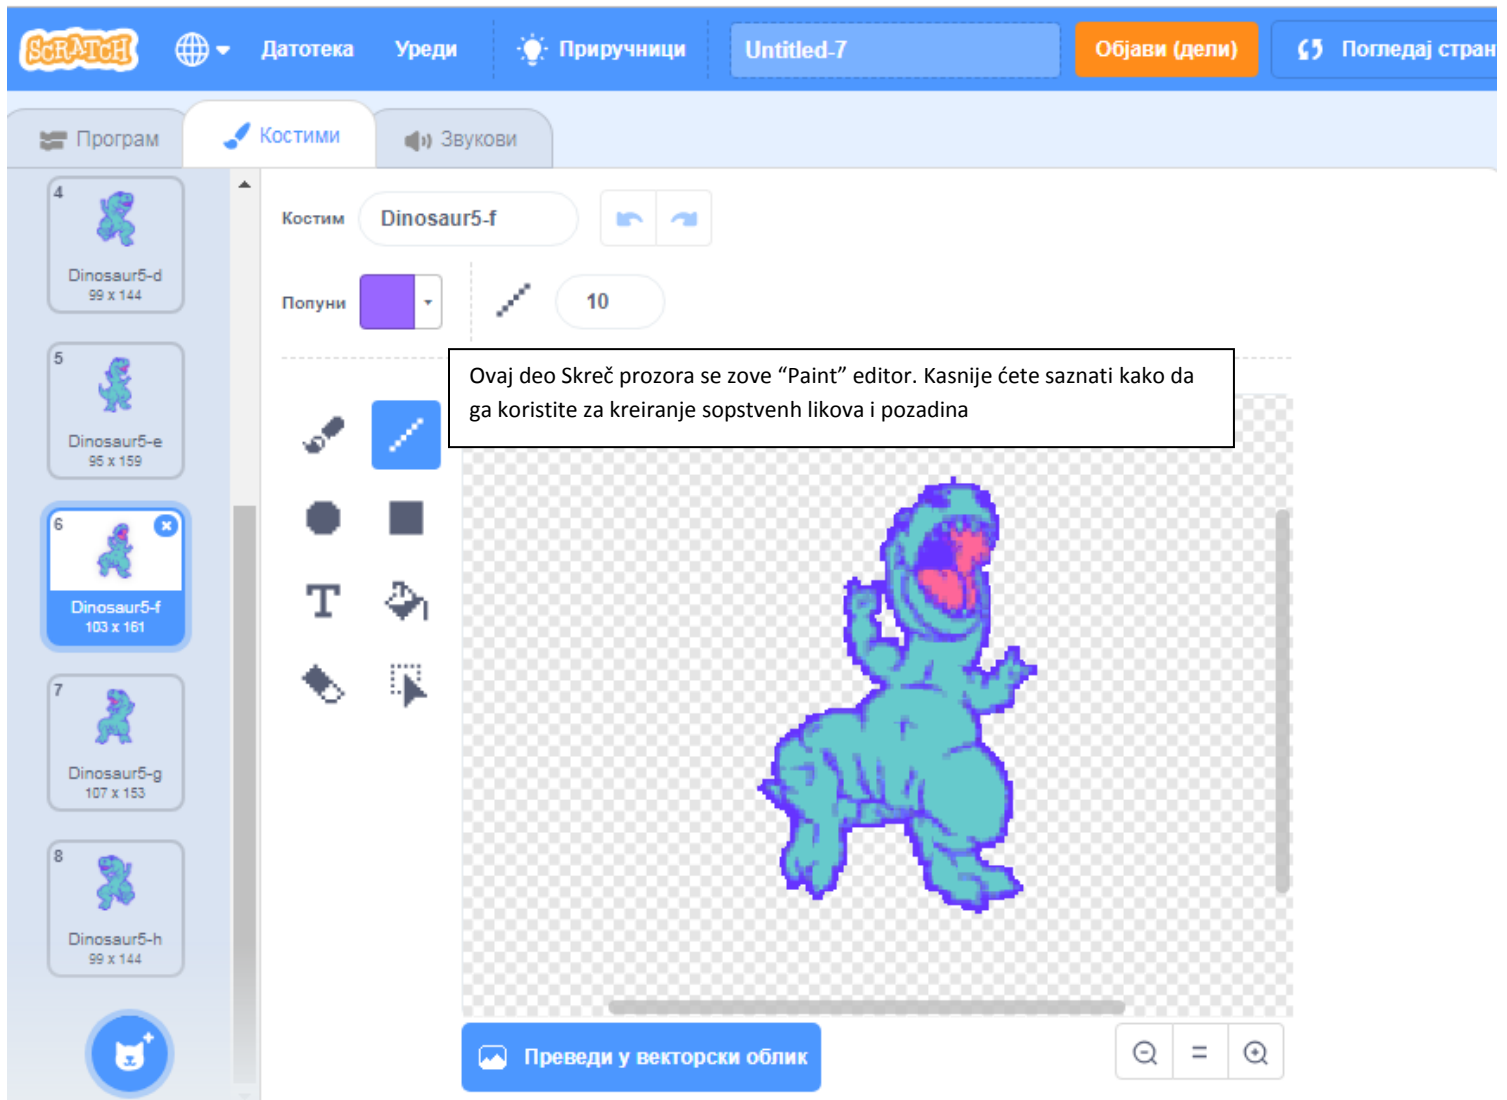 SCRATCH
Датотека
Уреди
Приручници
Untitled-7
Објави (дели)
Погледај стран
Програм
Костими
Звукови
4
Dinosaur5-d
99 x 144
5
Dinosaur5-e
95 x 159
6
Dinosaur5-f
103 x 161
7
Dinosaur5-g
107 x 153
8
Dinosaur5-h
99 x 144
Костим
Dinosaur5-f
Попуни
10
Ovaj deo Skreč prozora se zove “Paint” editor. Kasnije ćete saznati kako da
ga koristite za kreiranje sopstvenh likova i pozadina
T
Преведи у векторски облик